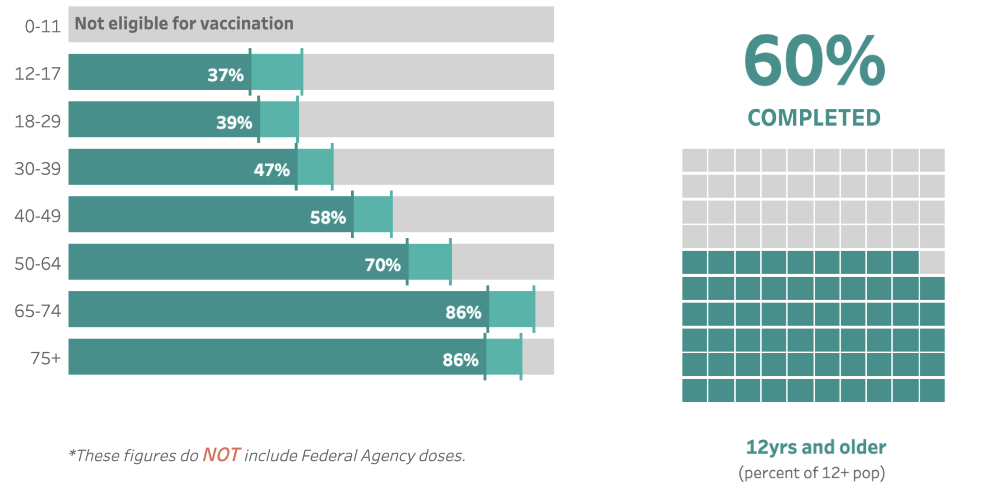 0-11 Not eligible for vaccination
12-17 37%
18-29 39%
30-39 47%
40-49 58%
50-64 70%
65-74 86%
75+ 86%
*These figures do NOT include Federal Agency doses.
60%
COMPLETED
12yrs and older
(percent of 12+ pop)